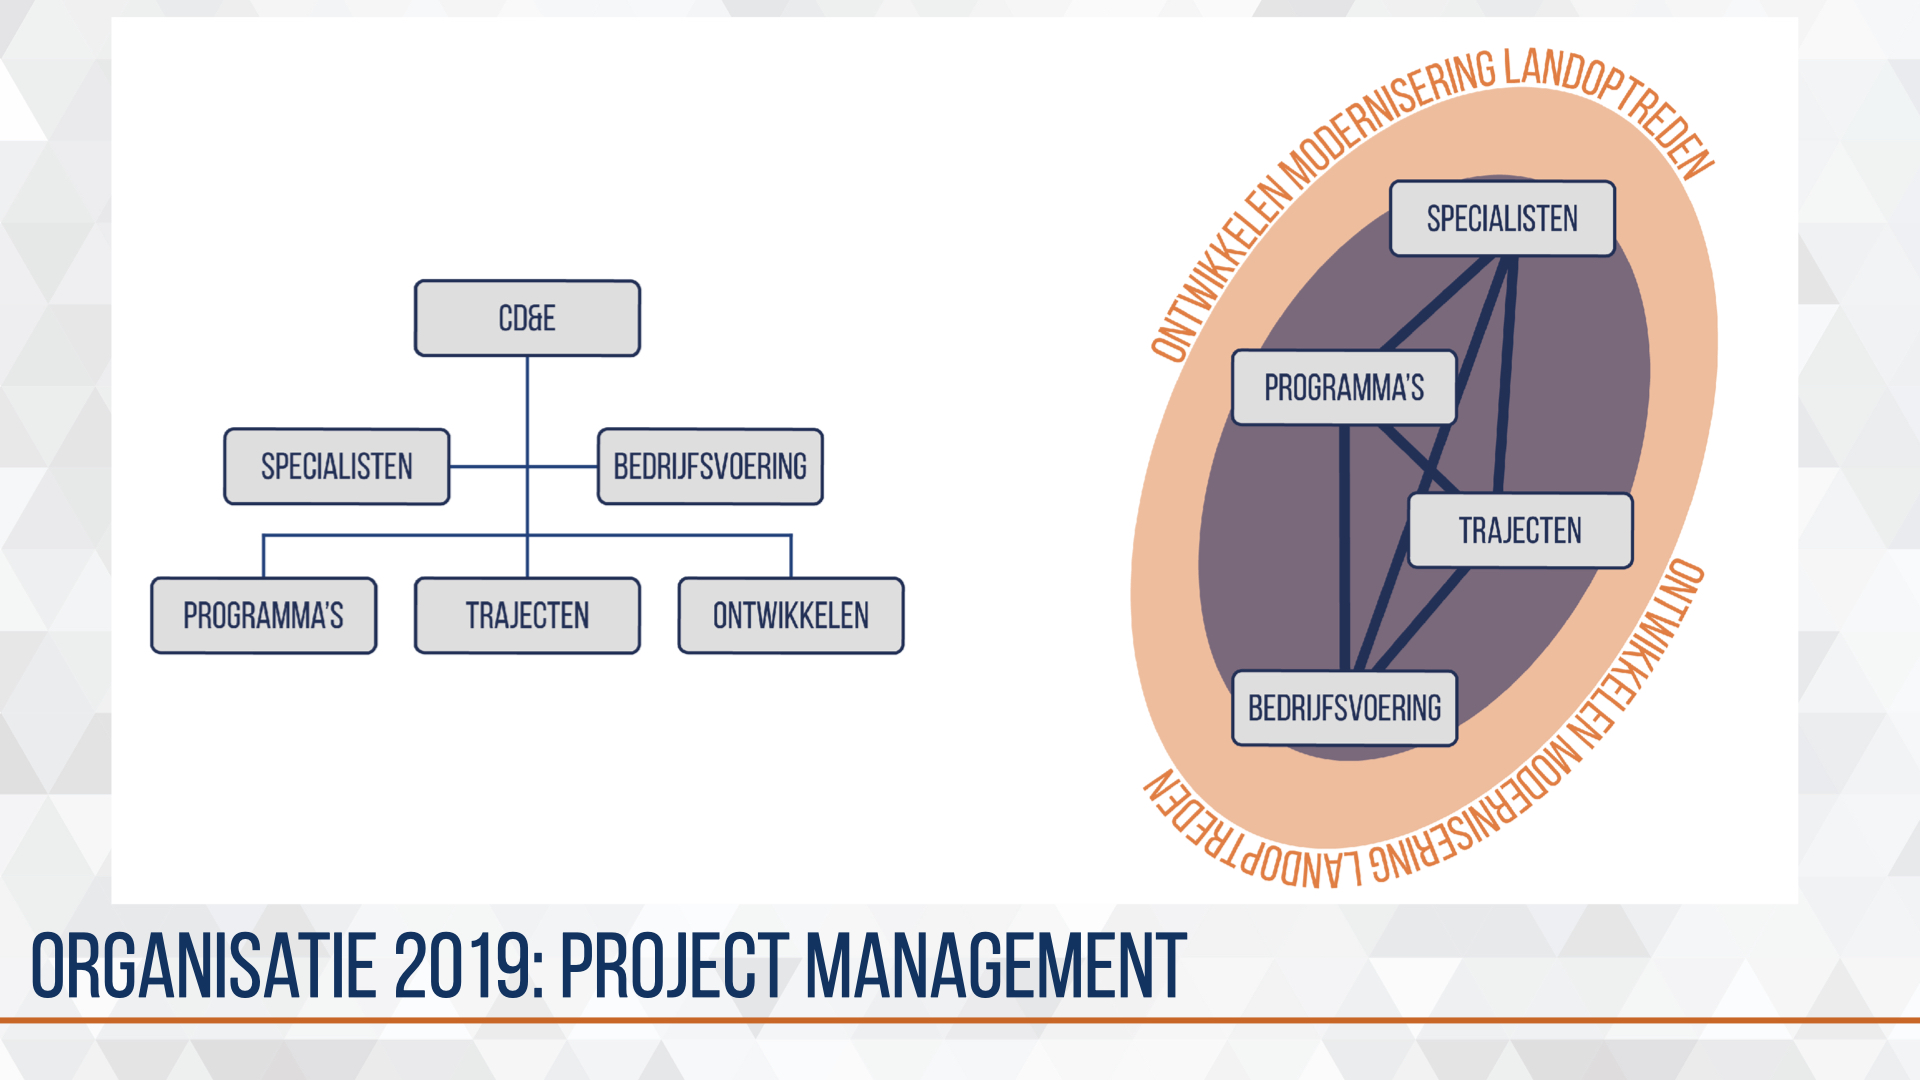 CD&E
SPECIALISTEN
BEDRIJFSVOERING
PROGRAMMA'S
TRAJECTEN
ONTWIKKELEN
ONTWIKKELEN MODERNISERING LANDOPTREDEN
SPECIALISTEN
PROGRAMMA'S
TRAJECTEN
BEDRIJFSVOERING
ONTWIKKELEN MODERNISERING LANDOPTREDEN
ORGANISATIE 2019: PROJECT MANAGEMENT